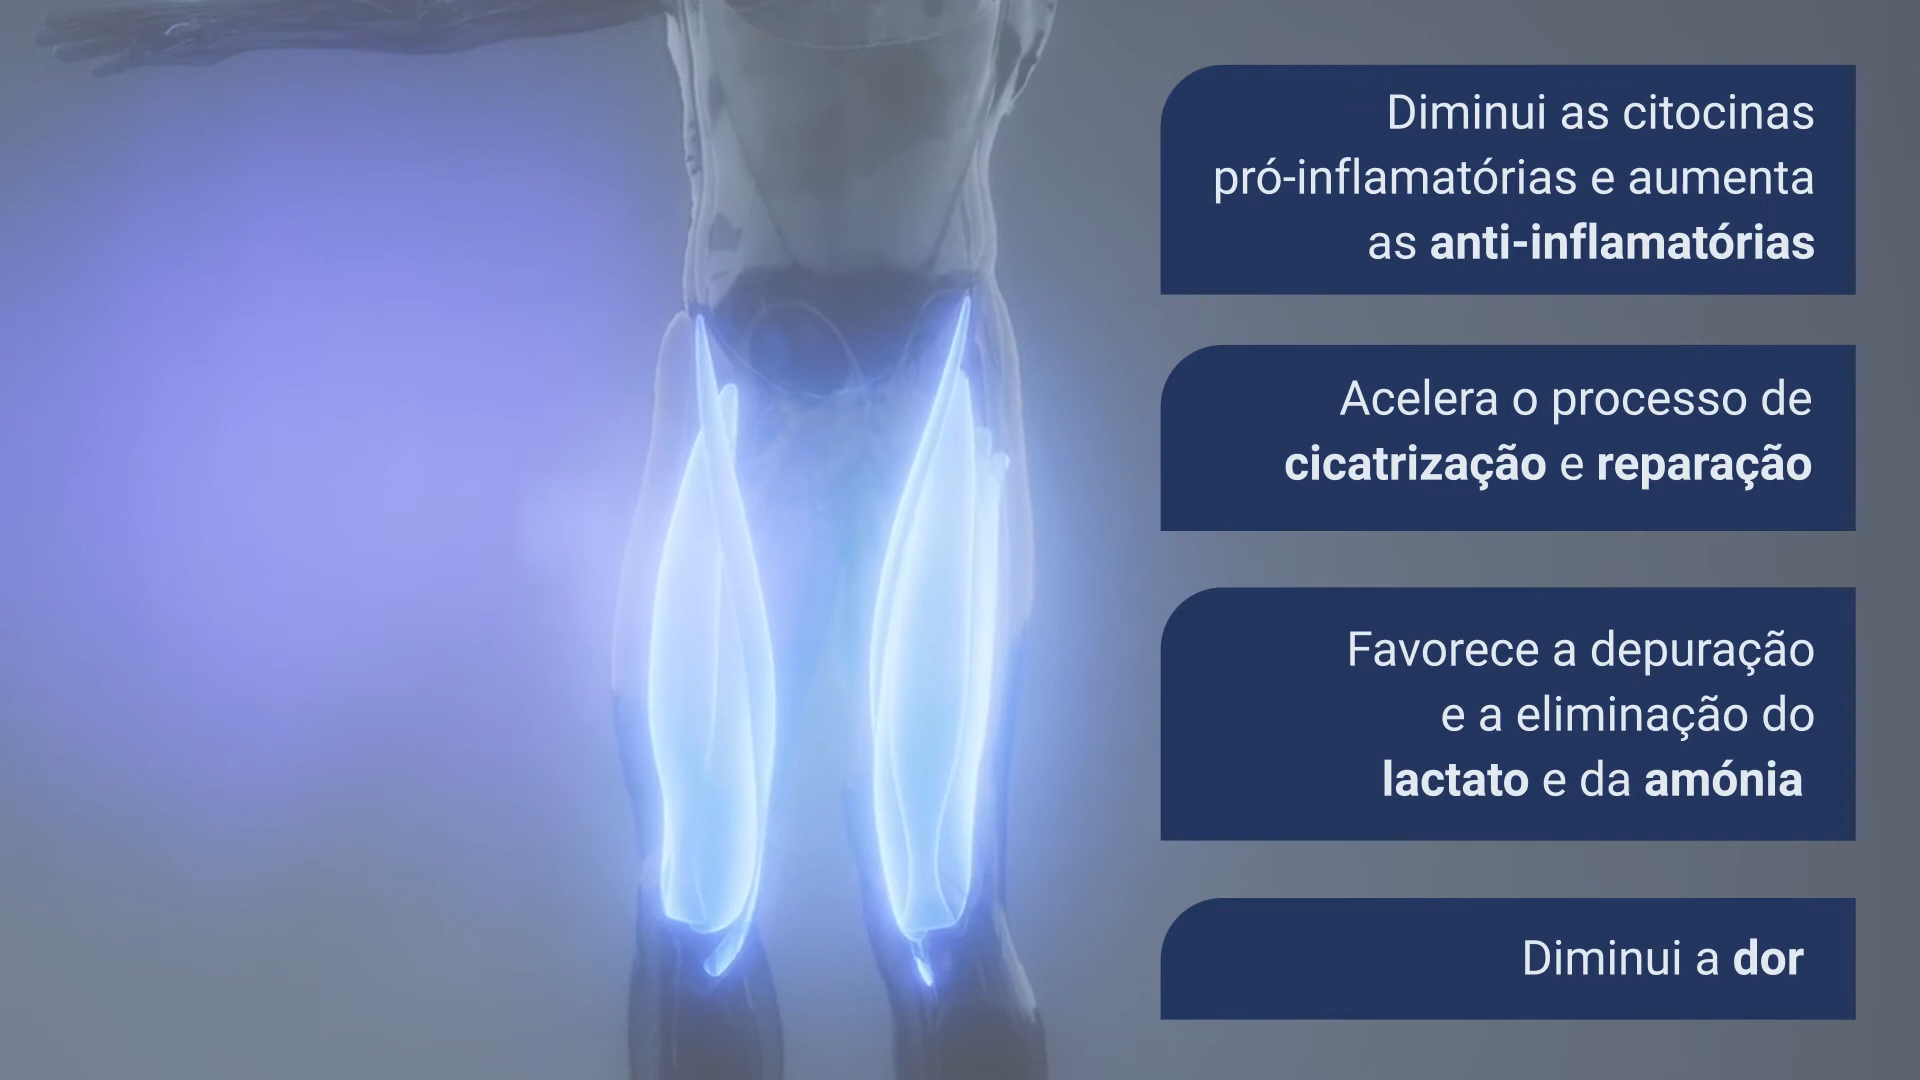 Diminui as citocinas
pró-inflamatórias e aumenta
as anti-inflamatórias
Acelera o processo de
cicatrização e reparação
Favorece a depuração
e a eliminação do
lactato e da amónia
Diminui a dor